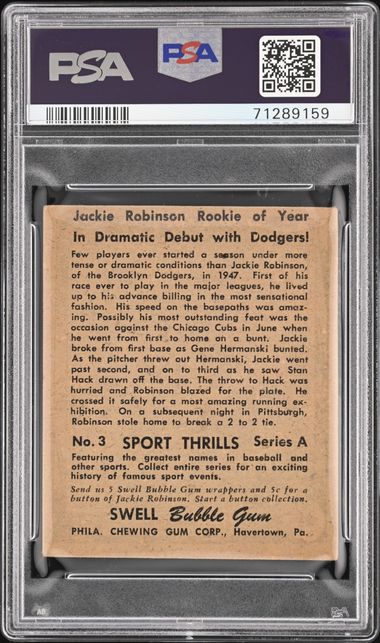 PSA
PSA
71289159
Jackie Robinson Rookie of Year
In Dramatic Debut with Dodgers!
Few players ever started a season under more
tense or dramatic conditions than Jackie Robinson,
of the Brooklyn Dodgers, in 1947. First of his
race ever to play in the major leagues, he lived
up to his advance billing in the most sensational
fashion. His speed on the basepaths was amaz-
ing. Possibly his most outstanding feat was the
occasion against the Chicago Cubs in June when
he went from first to home on a bunt. Jackie
broke from first base as Gene Hermanski bunted.
As the pitcher threw out Hermanski, Jackie went
past second, and on to third as he saw Stan
Hack drawn off the base. The throw to Hack was
hurried and Robinson blazed for the plate. He
crossed it safely for a most amazing running ex-
hibition. On a subsequent night in Pittsburgh,
Robinson stole home to break a 2 to 2 tie.
No. 3 SPORT THRILLS Series A
Featuring the greatest names in baseball and
other sports. Collect entire series for an exciting
history of famous sport events.
Send us 5 Swell Bubble Gum wrappers and 5c for a
button of Jackie Robinson. Start a button collection.
SWELL Bubble Gum
PHILA. CHEWING GUM CORP., Havertown, Pa.